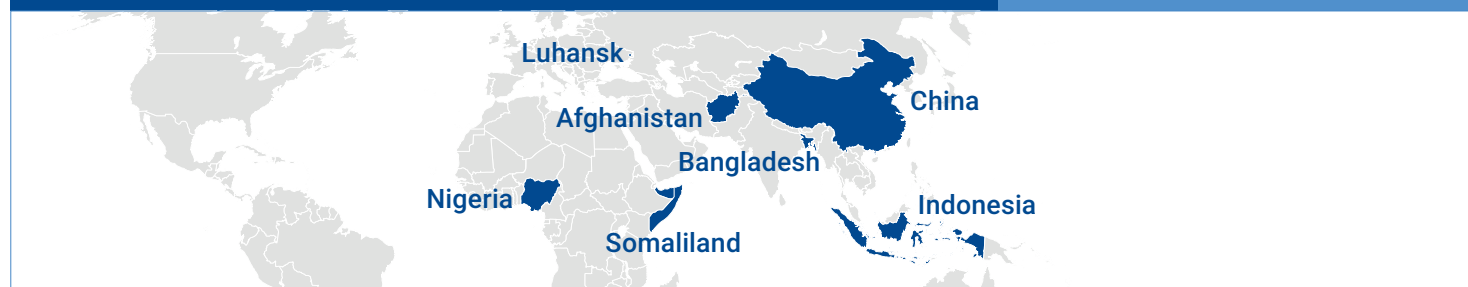 Luhansk
China
Afghanistan
Bangladesh
Nigeria
Indonesia
Somaliland